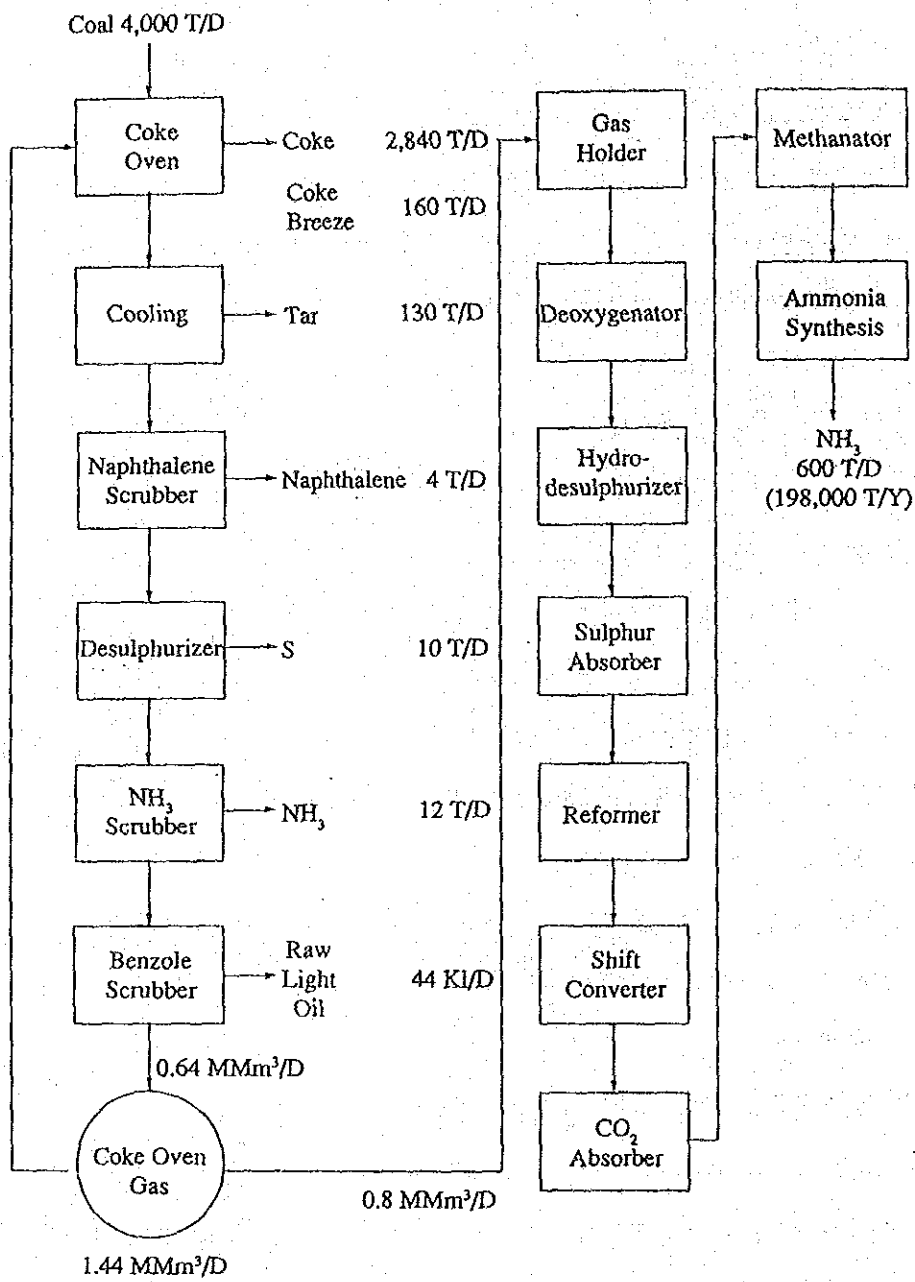 Coal 4,000 T/D
Coke
Oven
Coke 2,840 T/D
Coke
Breeze
160 T/D
Cooling
Tar 130 T/D
Naphthalene
Scrubber
Naphthalene 4 T/D
Desulphurizer
S 10 T/D
NH₃
Scrubber
NH₃ 12 T/D
Benzole
Scrubber
Raw
Light
Oil
44 Kl/D
0.64 MMm³/D
Coke Oven
Gas
1.44 MMm³/D
0.8 MMm³/D
Gas
Holder
Deoxygenator
Hydro-
desulphurizer
Sulphur
Absorber
Reformer
Shift
Converter
CO₂
Absorber
Methanator
Ammonia
Synthesis
NH₃
600 T/D
(198,000 T/Y)